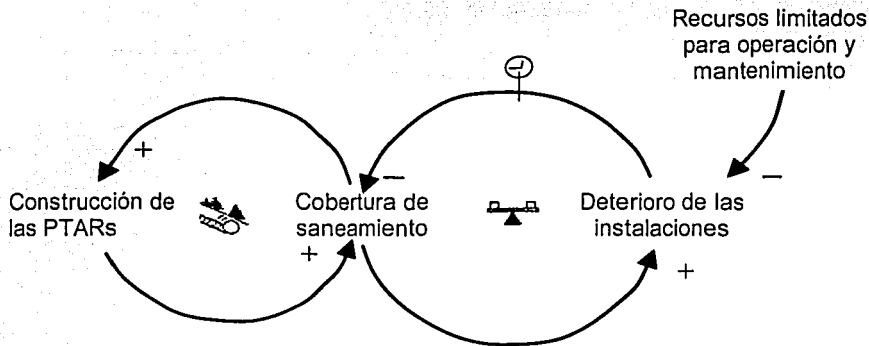 Recursos limitados
para operación y
mantenimiento
+
Construcción de
las PTARs
Cobertura de
saneamiento
+
−
Deterioro de las
instalaciones
−
+